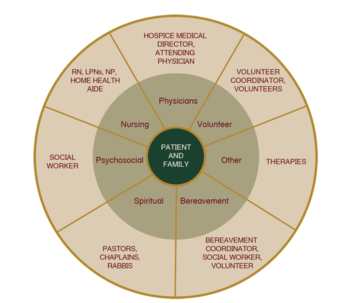 HOSPICE MEDICAL
DIRECTOR,
ATTENDING
PHYSICIAN
RN, LPNs, NP,
HOME HEALTH
AIDE
VOLUNTEER
COORDINATOR,
VOLUNTEERS
Physicians
Nursing
Volunteer
SOCIAL
WORKER
Psychosocial
PATIENT
AND
FAMILY
Other
THERAPIES
Spiritual
Bereavement
PASTORS,
CHAPLAINS,
RABBIS
BEREAVEMENT
COORDINATOR,
SOCIAL WORKER,
VOLUNTEER